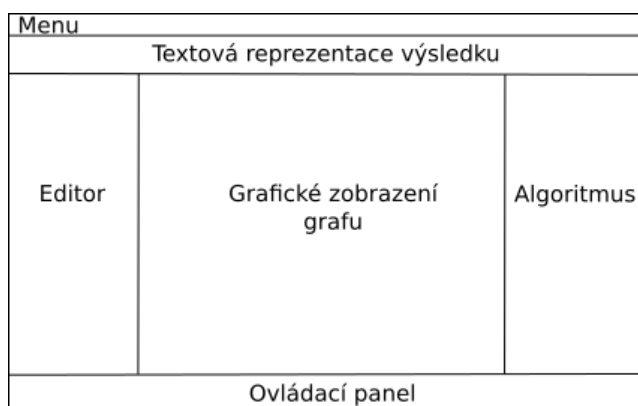 Menu
Textová reprezentace výsledku
Editor
Grafické zobrazení
grafu
Algoritmus
Ovládací panel